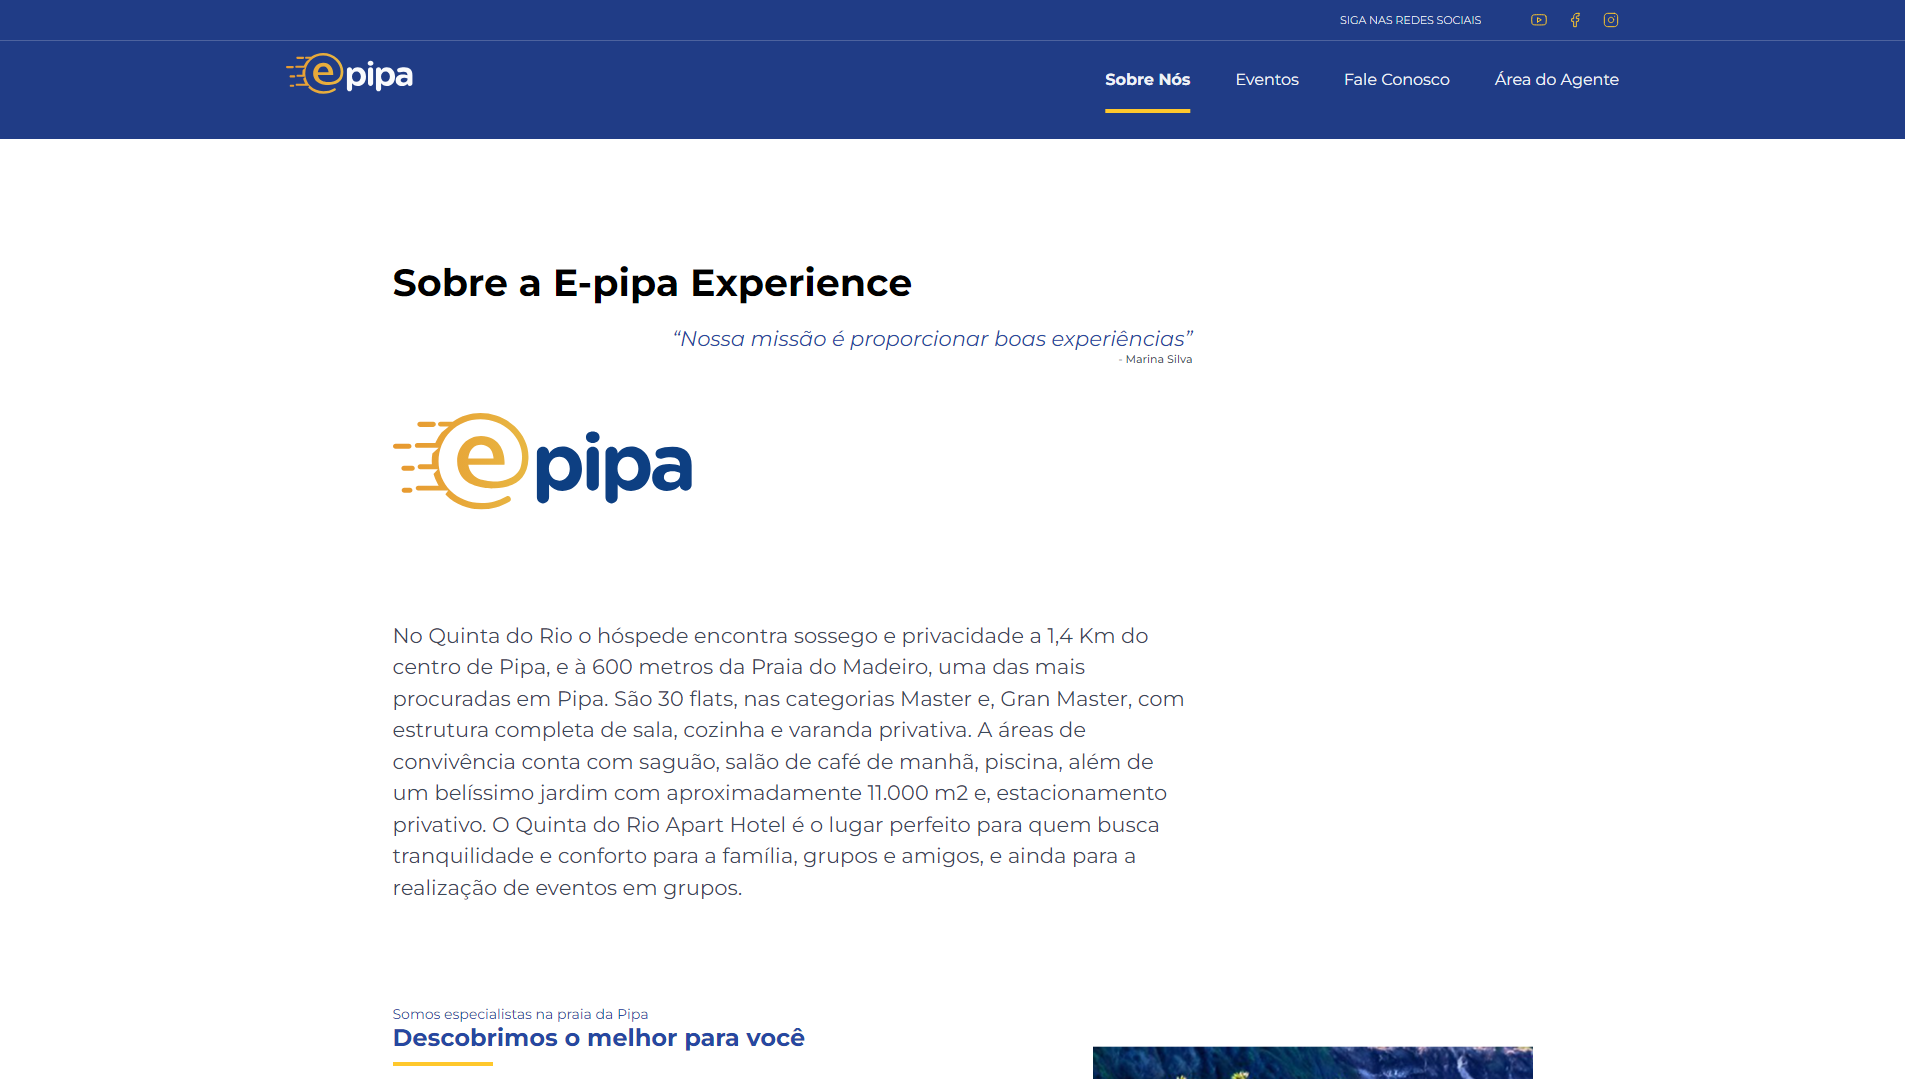 SIGA NAS REDES SOCIAIS
epipa
Sobre Nós
Eventos
Fale Conosco
Área do Agente
Sobre a E-pipa Experience
“Nossa missão é proporcionar boas experiências”
- Marina Silva
epipa
No Quinta do Rio o hóspede encontra sossego e privacidade a 1,4 Km do
centro de Pipa, e à 600 metros da Praia do Madeiro, uma das mais
procuradas em Pipa. São 30 flats, nas categorias Master e, Gran Master, com
estrutura completa de sala, cozinha e varanda privativa. A áreas de
convivência conta com saguão, salão de café de manhã, piscina, além de
um belíssimo jardim com aproximadamente 11.000 m2 e, estacionamento
privativo. O Quinta do Rio Apart Hotel é o lugar perfeito para quem busca
tranquilidade e conforto para a família, grupos e amigos, e ainda para a
realização de eventos em grupos.
Somos especialistas na praia da Pipa
Descobrimos o melhor para você